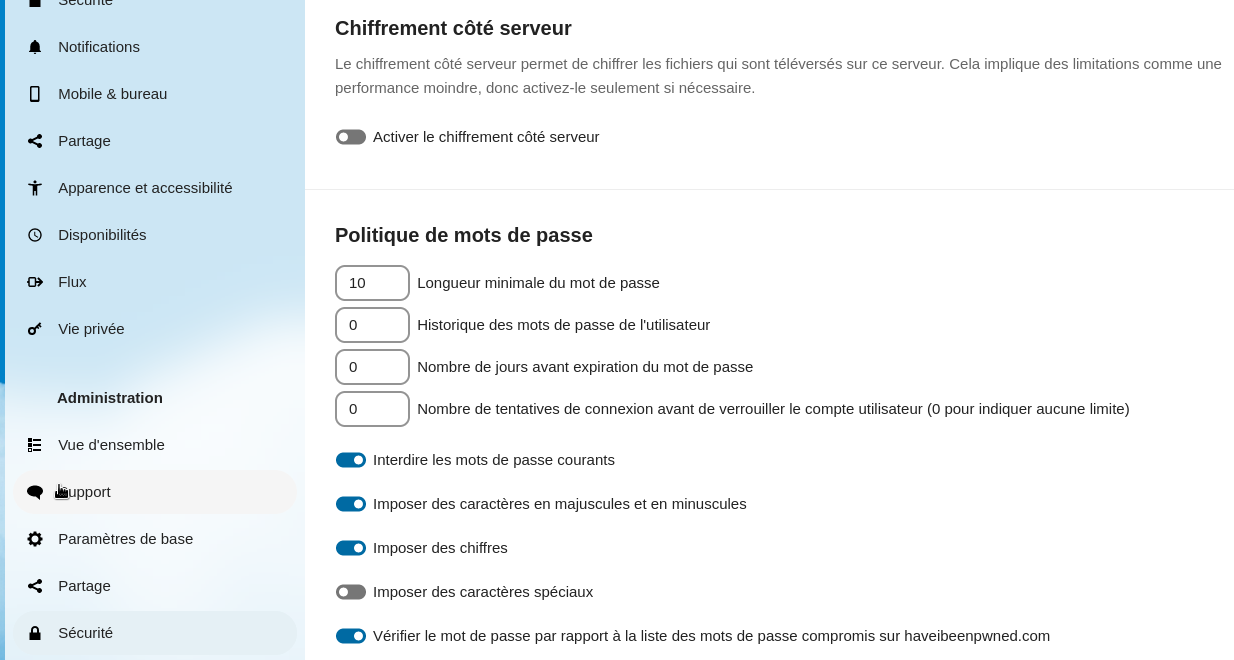 Sécurité
Notifications
Mobile & bureau
Partage
Apparence et accessibilité
Disponibilités
Flux
Vie privée
Administration
Vue d'ensemble
Support
Paramètres de base
Partage
Sécurité
Chiffrement côté serveur
Le chiffrement côté serveur permet de chiffrer les fichiers qui sont téléversés sur ce serveur. Cela implique des limitations comme une
performance moindre, donc activez-le seulement si nécessaire.
Activer le chiffrement côté serveur
Politique de mots de passe
10 Longueur minimale du mot de passe
0 Historique des mots de passe de l'utilisateur
0 Nombre de jours avant expiration du mot de passe
0 Nombre de tentatives de connexion avant de verrouiller le compte utilisateur (0 pour indiquer aucune limite)
Interdire les mots de passe courants
Imposer des caractères en majuscules et en minuscules
Imposer des chiffres
Imposer des caractères spéciaux
Vérifier le mot de passe par rapport à la liste des mots de passe compromis sur haveibeenpwned.com